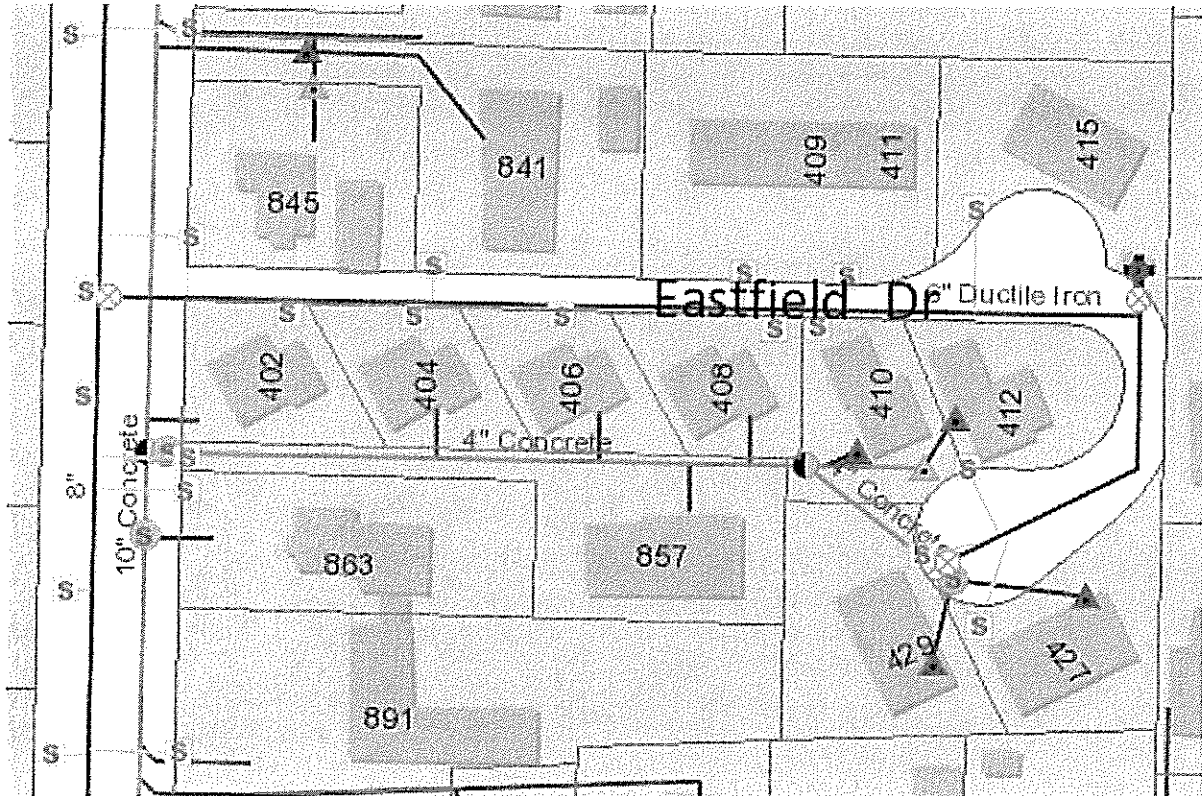 S
S
409
411
415
841
845
S
S
S
S
S
S
S
Eastfield Dr
6" Ductile Iron
S
S
S
S
S
402
404
406
408
410
412
S
10" Concrete
4" Concrete
S
S
S
8"
S
Concrete
S
S
863
857
S
S
S
429
427
891
S
S